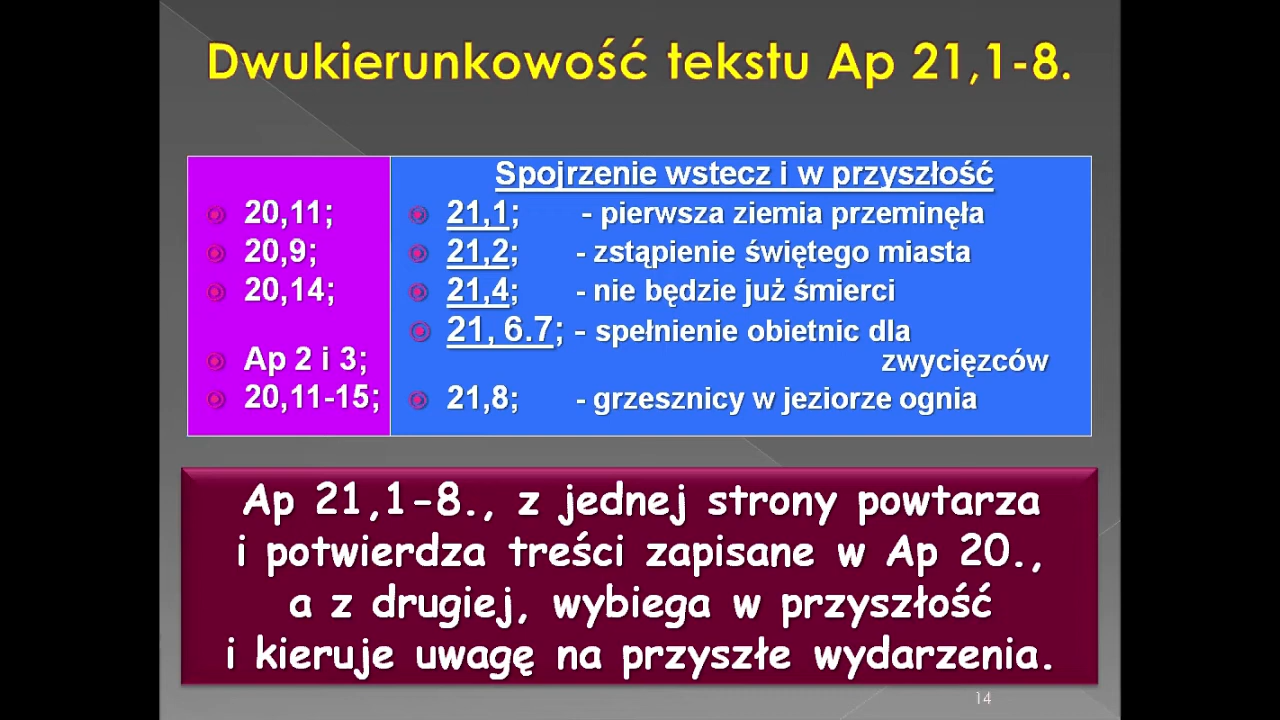 Dwukierunkowość tekstu Ap 21,1-8.
Spojrzenie wstecz i w przyszłość
20,11; 21,1; - pierwsza ziemia przeminęła
20,9; 21,2; - zstąpienie świętego miasta
20,14; 21,4; - nie będzie już śmierci
21, 6.7; - spełnienie obietnic dla
Ap 2 i 3; zwycięzców
20,11-15; 21,8; - grzesznicy w jeziorze ognia
Ap 21,1-8., z jednej strony powtarza
i potwierdza treści zapisane w Ap 20.,
a z drugiej, wybiega w przyszłość
i kieruje uwagę na przyszłe wydarzenia.
14